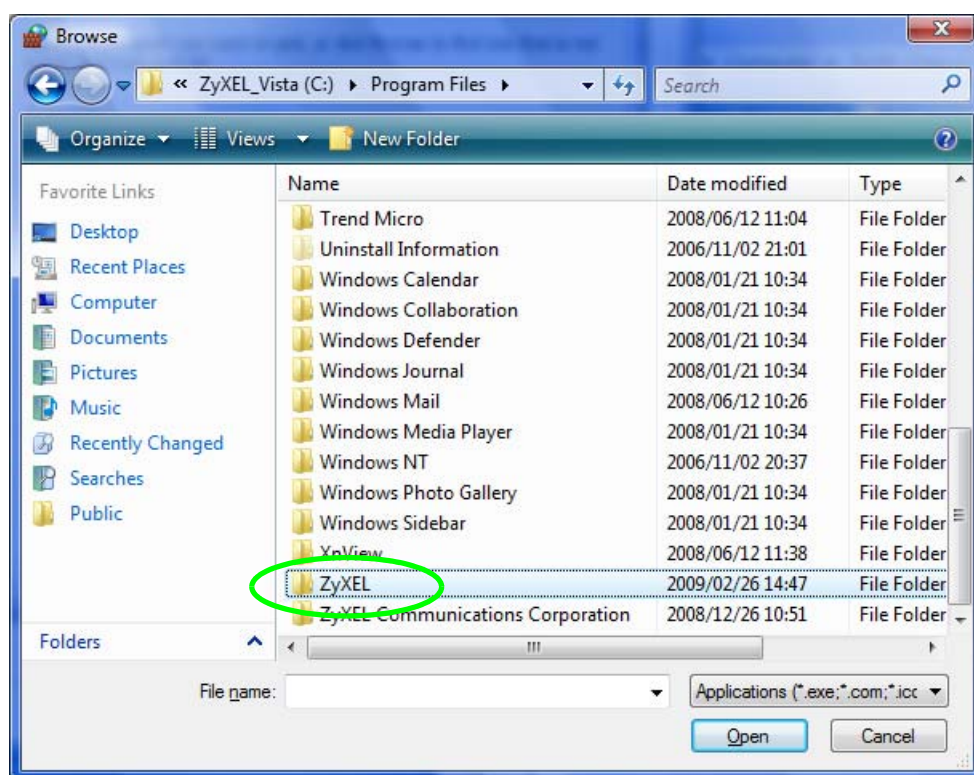 Browse
« ZyXEL_Vista (C:) ▸ Program Files ▸
Search
Organize Views New Folder
Favorite Links
Desktop
Recent Places
Computer
Documents
Pictures
Music
Recently Changed
Searches
Public
Folders
Name Date modified Type
Trend Micro 2008/06/12 11:04 File Folder
Uninstall Information 2006/11/02 21:01 File Folder
Windows Calendar 2008/01/21 10:34 File Folder
Windows Collaboration 2008/01/21 10:34 File Folder
Windows Defender 2008/01/21 10:34 File Folder
Windows Journal 2008/01/21 10:34 File Folder
Windows Mail 2008/06/12 10:26 File Folder
Windows Media Player 2008/01/21 10:34 File Folder
Windows NT 2006/11/02 20:37 File Folder
Windows Photo Gallery 2008/01/21 10:34 File Folder
Windows Sidebar 2008/01/21 10:34 File Folder
XnView 2008/06/12 11:38 File Folder
ZyXEL 2009/02/26 14:47 File Folder
ZyXEL Communications Corporation 2008/12/26 10:51 File Folder
File name:
Applications (*.exe;*.com;*.icc
Open Cancel